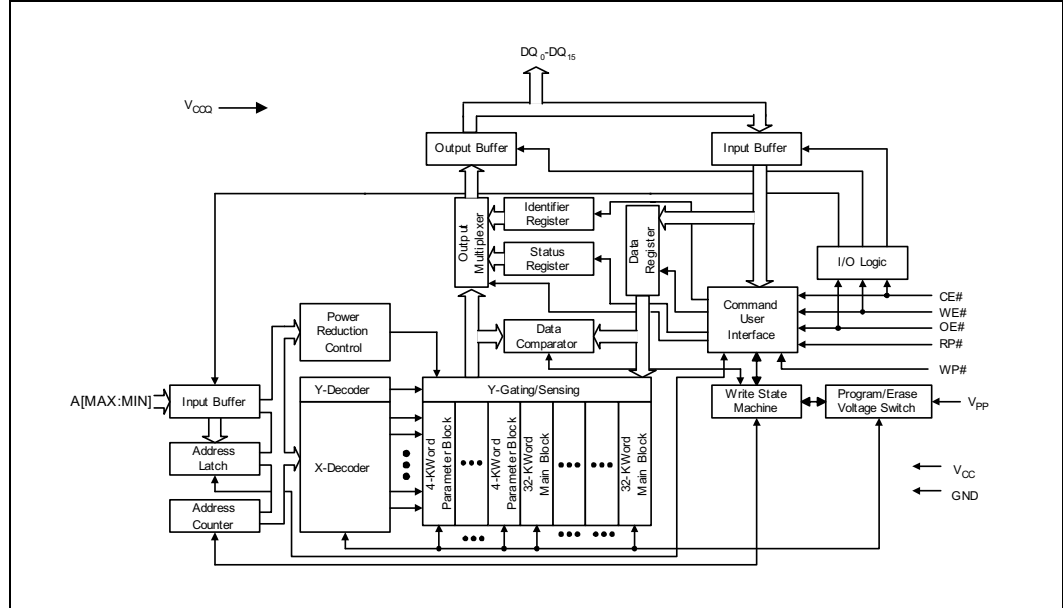 DQ0-DQ15
VCCQ
Output Buffer
Input Buffer
Output
Multiplexer
Identifier
Register
Status
Register
Data
Register
I/O Logic
CE#
WE#
OE#
RP#
WP#
Command
User
Interface
Power
Reduction
Control
Data
Comparator
A[MAX:MIN]
Input Buffer
Y-Decoder
Y-Gating/Sensing
Write State
Machine
Program/Erase
Voltage Switch
VPP
Address
Latch
X-Decoder
4-KWord
Parameter Block
4-KWord
Parameter Block
32-KWord
Main Block
32-KWord
Main Block
VCC
GND
Address
Counter